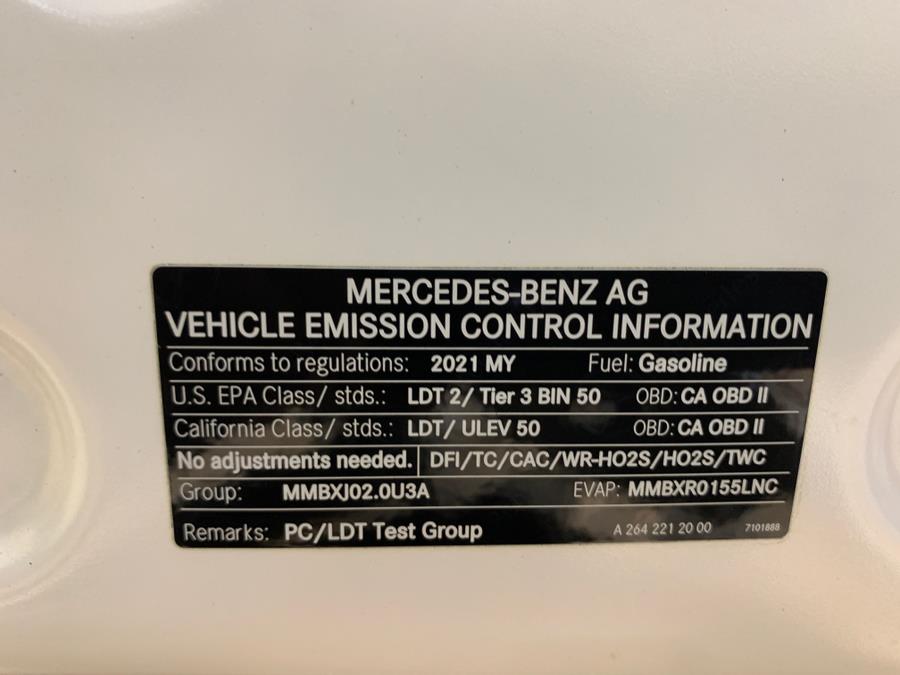 MERCEDES-BENZ AG
VEHICLE EMISSION CONTROL INFORMATION
Conforms to regulations: 2021 MY Fuel: Gasoline
U.S. EPA Class/ stds.: LDT 2/ Tier 3 BIN 50 OBD: CA OBD II
California Class/ stds.: LDT/ ULEV 50 OBD: CA OBD II
No adjustments needed. DFI/TC/CAC/WR-HO2S/HO2S/TWC
Group: MMBXJ02.0U3A EVAP: MMBXR0155LNC
Remarks: PC/LDT Test Group A 264 221 20 00 7101888